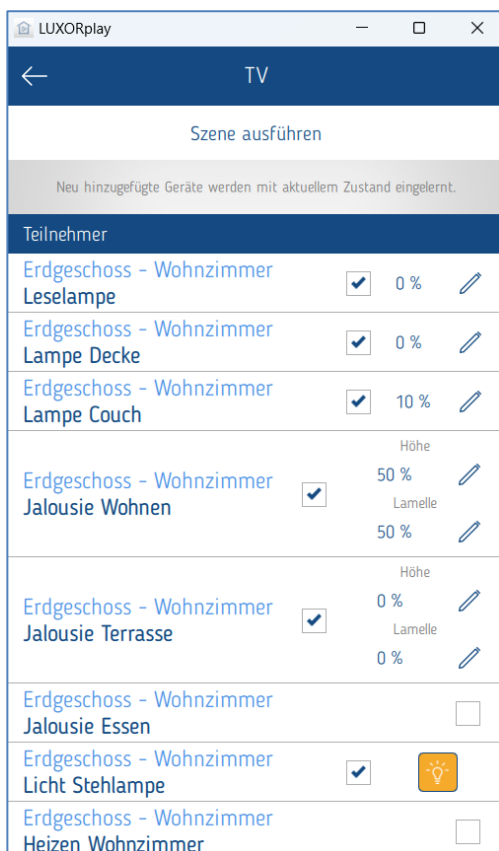 LUXORplay
TV
Szene ausführen
Neu hinzugefügte Geräte werden mit aktuellem Zustand eingelernt.
Teilnehmer
Erdgeschoss - Wohnzimmer
Leselampe
0 %
Erdgeschoss - Wohnzimmer
Lampe Decke
0 %
Erdgeschoss - Wohnzimmer
Lampe Couch
10 %
Erdgeschoss - Wohnzimmer
Jalousie Wohnen
Höhe
50 %
Lamelle
50 %
Erdgeschoss - Wohnzimmer
Jalousie Terrasse
Höhe
0 %
Lamelle
0 %
Erdgeschoss - Wohnzimmer
Jalousie Essen
Erdgeschoss - Wohnzimmer
Licht Stehlampe
Erdgeschoss - Wohnzimmer
Heizen Wohnzimmer